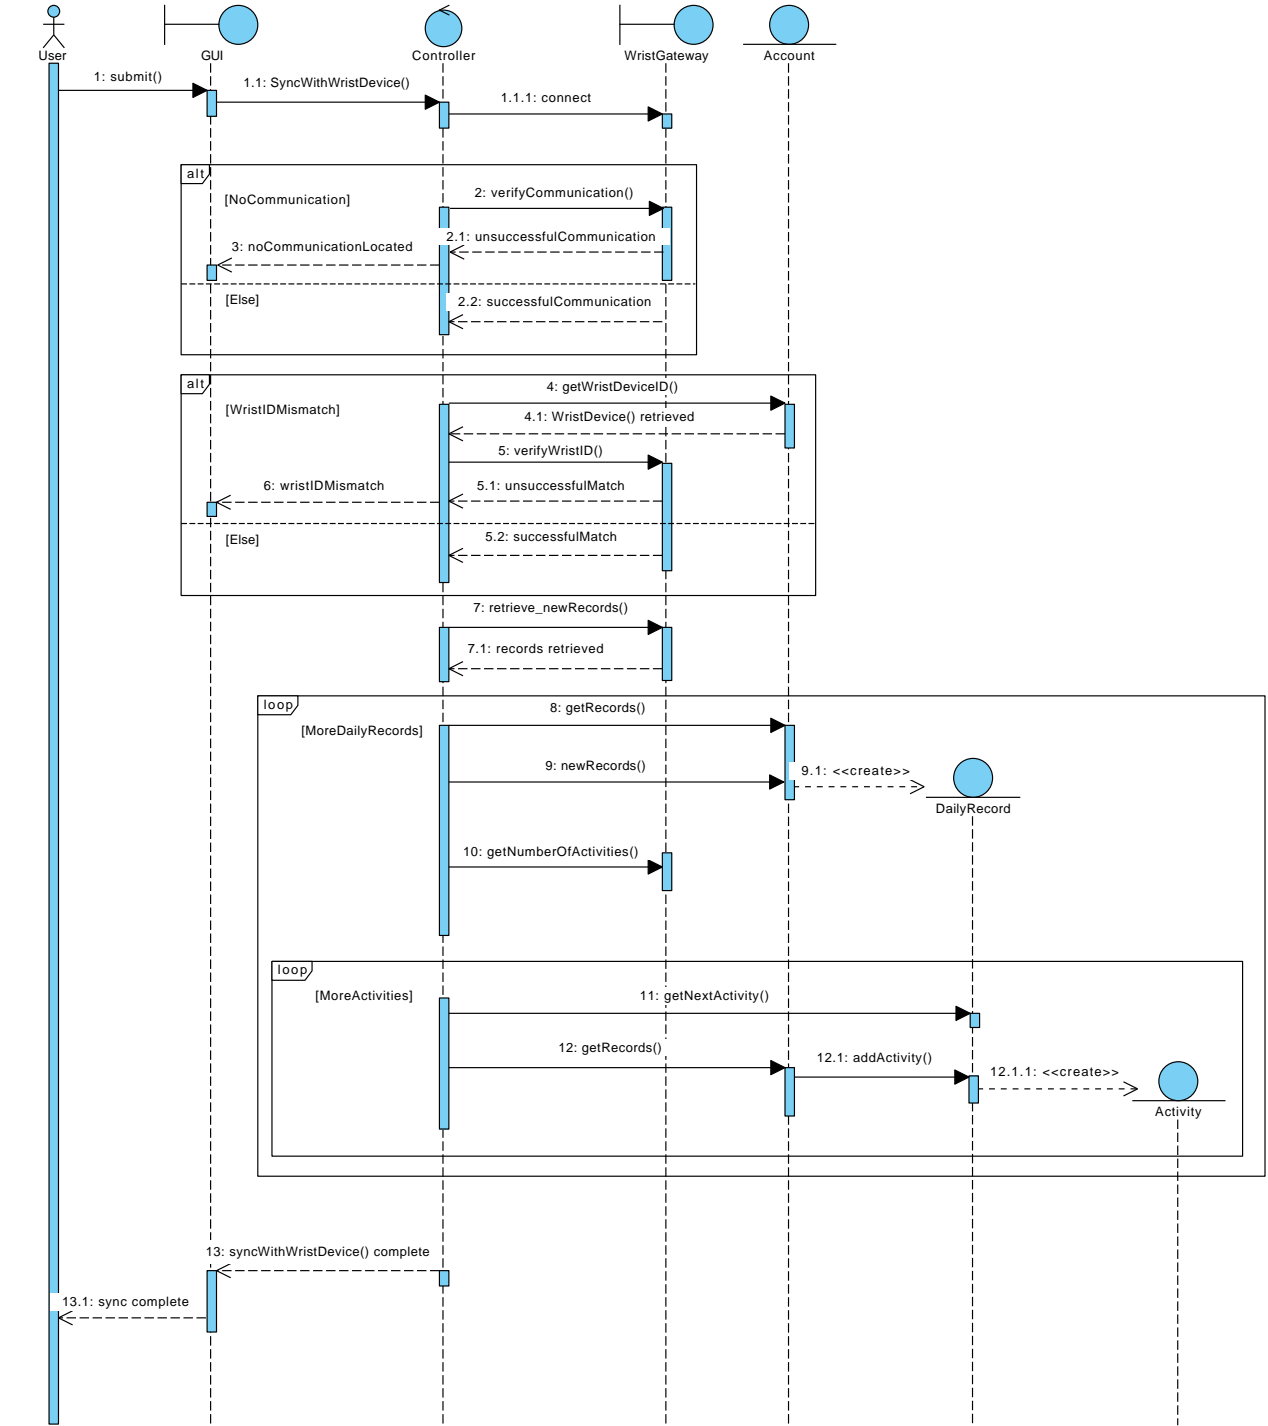 User
GUI
Controller
WristGateway
Account
1: submit()
1.1: SyncWithWristDevice()
1.1.1: connect
alt
[NoCommunication]
2: verifyCommunication()
2.1: unsuccessfulCommunication
3: noCommunicationLocated
[Else]
2.2: successfulCommunication
alt
[WristIDMismatch]
4: getWristDeviceID()
4.1: WristDevice() retrieved
5: verifyWristID()
6: wristIDMismatch
5.1: unsuccessfulMatch
[Else]
5.2: successfulMatch
7: retrieve_newRecords()
7.1: records retrieved
loop
[MoreDailyRecords]
8: getRecords()
9: newRecords()
9.1: <<create>>
DailyRecord
10: getNumberOfActivities()
loop
[MoreActivities]
11: getNextActivity()
12: getRecords()
12.1: addActivity()
12.1.1: <<create>>
Activity
13: syncWithWristDevice() complete
13.1: sync complete